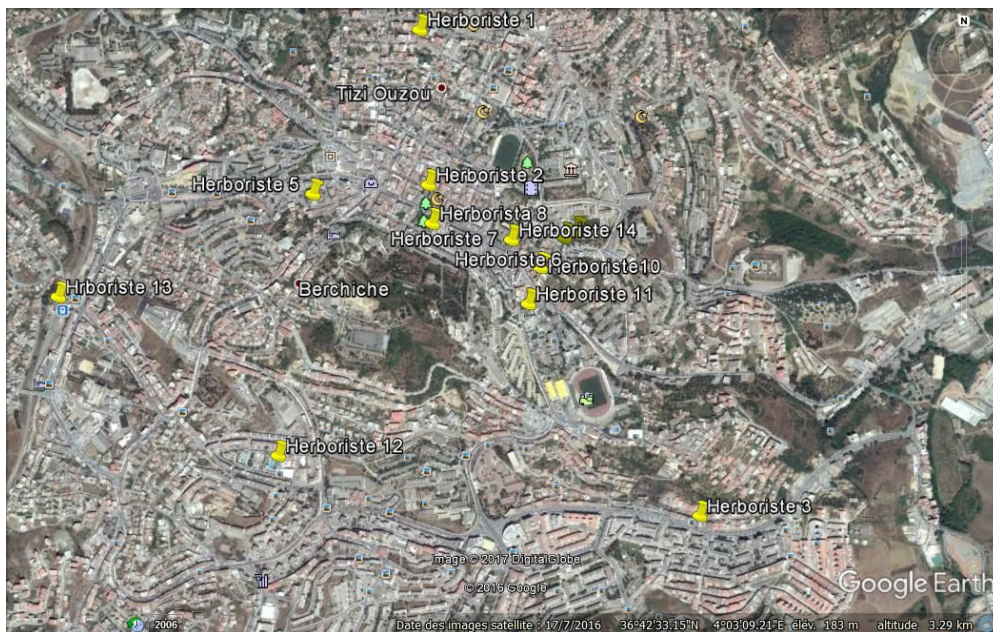 Herboriste 1
N
Tizi Ouzou
Herboriste 5
Herboriste 2
Herborista 8
Herboriste 7
Herboriste 14
Herboriste 6
Herboriste10
Hrboriste 13
Berchiche
Herboriste 11
Herboriste 12
Herboriste 3
Image © 2017 DigitalGlobe
© 2016 Google
Google Earth
2006
Date des images satellite : 17/7/2016 36°42'33.15"N 4°03'09.21"E élév. 183 m altitude 3.29 km